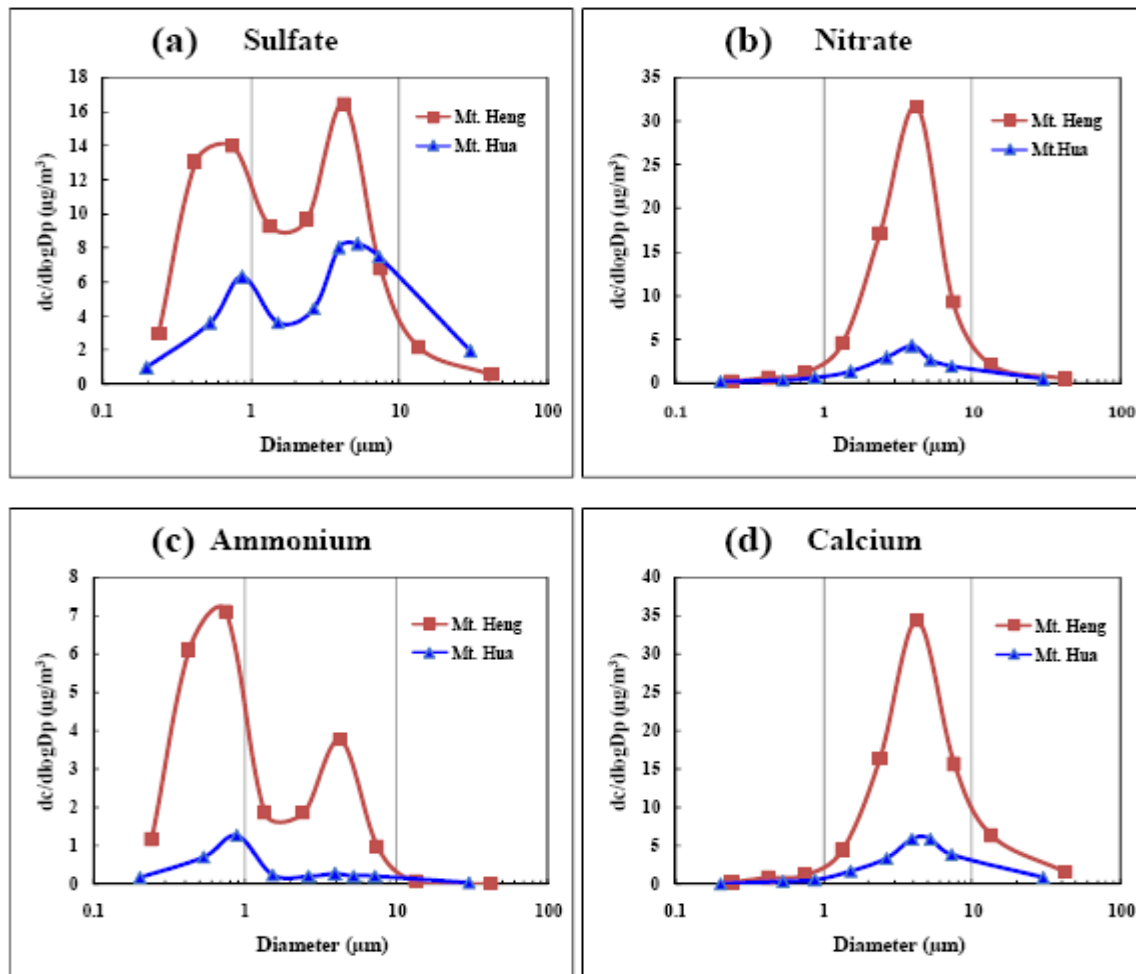 (a) Sulfate
dc/dlogDp (μg/m³)
18
16
14
12
10
8
6
4
2
0
Mt. Heng
Mt. Hua
0.1 1 10 100
Diameter (μm)
(b) Nitrate
dc/dlogDp (μg/m³)
35
30
25
20
15
10
5
0
Mt. Heng
Mt.Hua
0.1 1 10 100
Diameter (μm)
(c) Ammonium
dc/dlogDp (μg/m³)
8
7
6
5
4
3
2
1
0
Mt. Heng
Mt. Hua
0.1 1 10 100
Diameter (μm)
(d) Calcium
dc/dlogDp (μg/m³)
40
35
30
25
20
15
10
5
0
Mt. Heng
Mt. Hua
0.1 1 10 100
Diameter (μm)